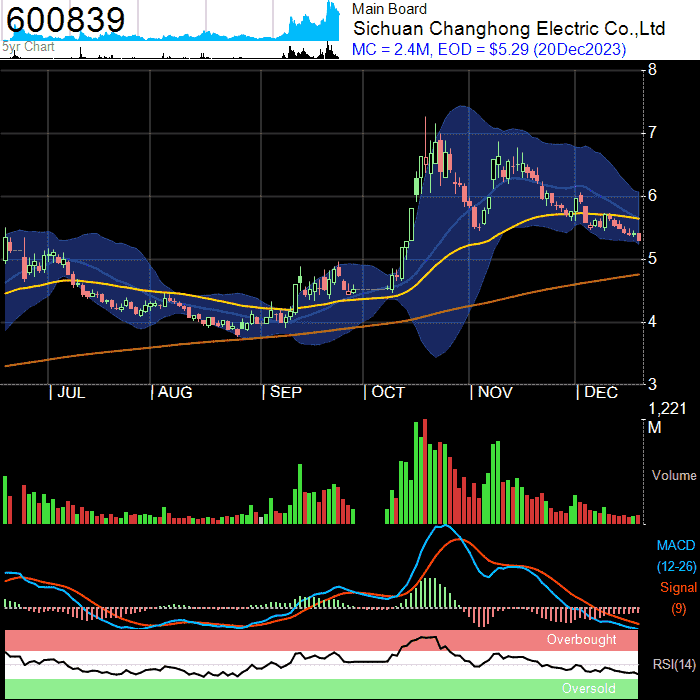 600839
5yr Chart
Main Board
Sichuan Changhong Electric Co.,Ltd
MC = 2.4M, EOD = $5.29 (20Dec2023)
8
7
6
5
4
3
| JUL | AUG | SEP | OCT | NOV | DEC
1,221
M
Volume
MACD
(12-26)
Signal
(9)
Overbought
RSI(14)
Oversold